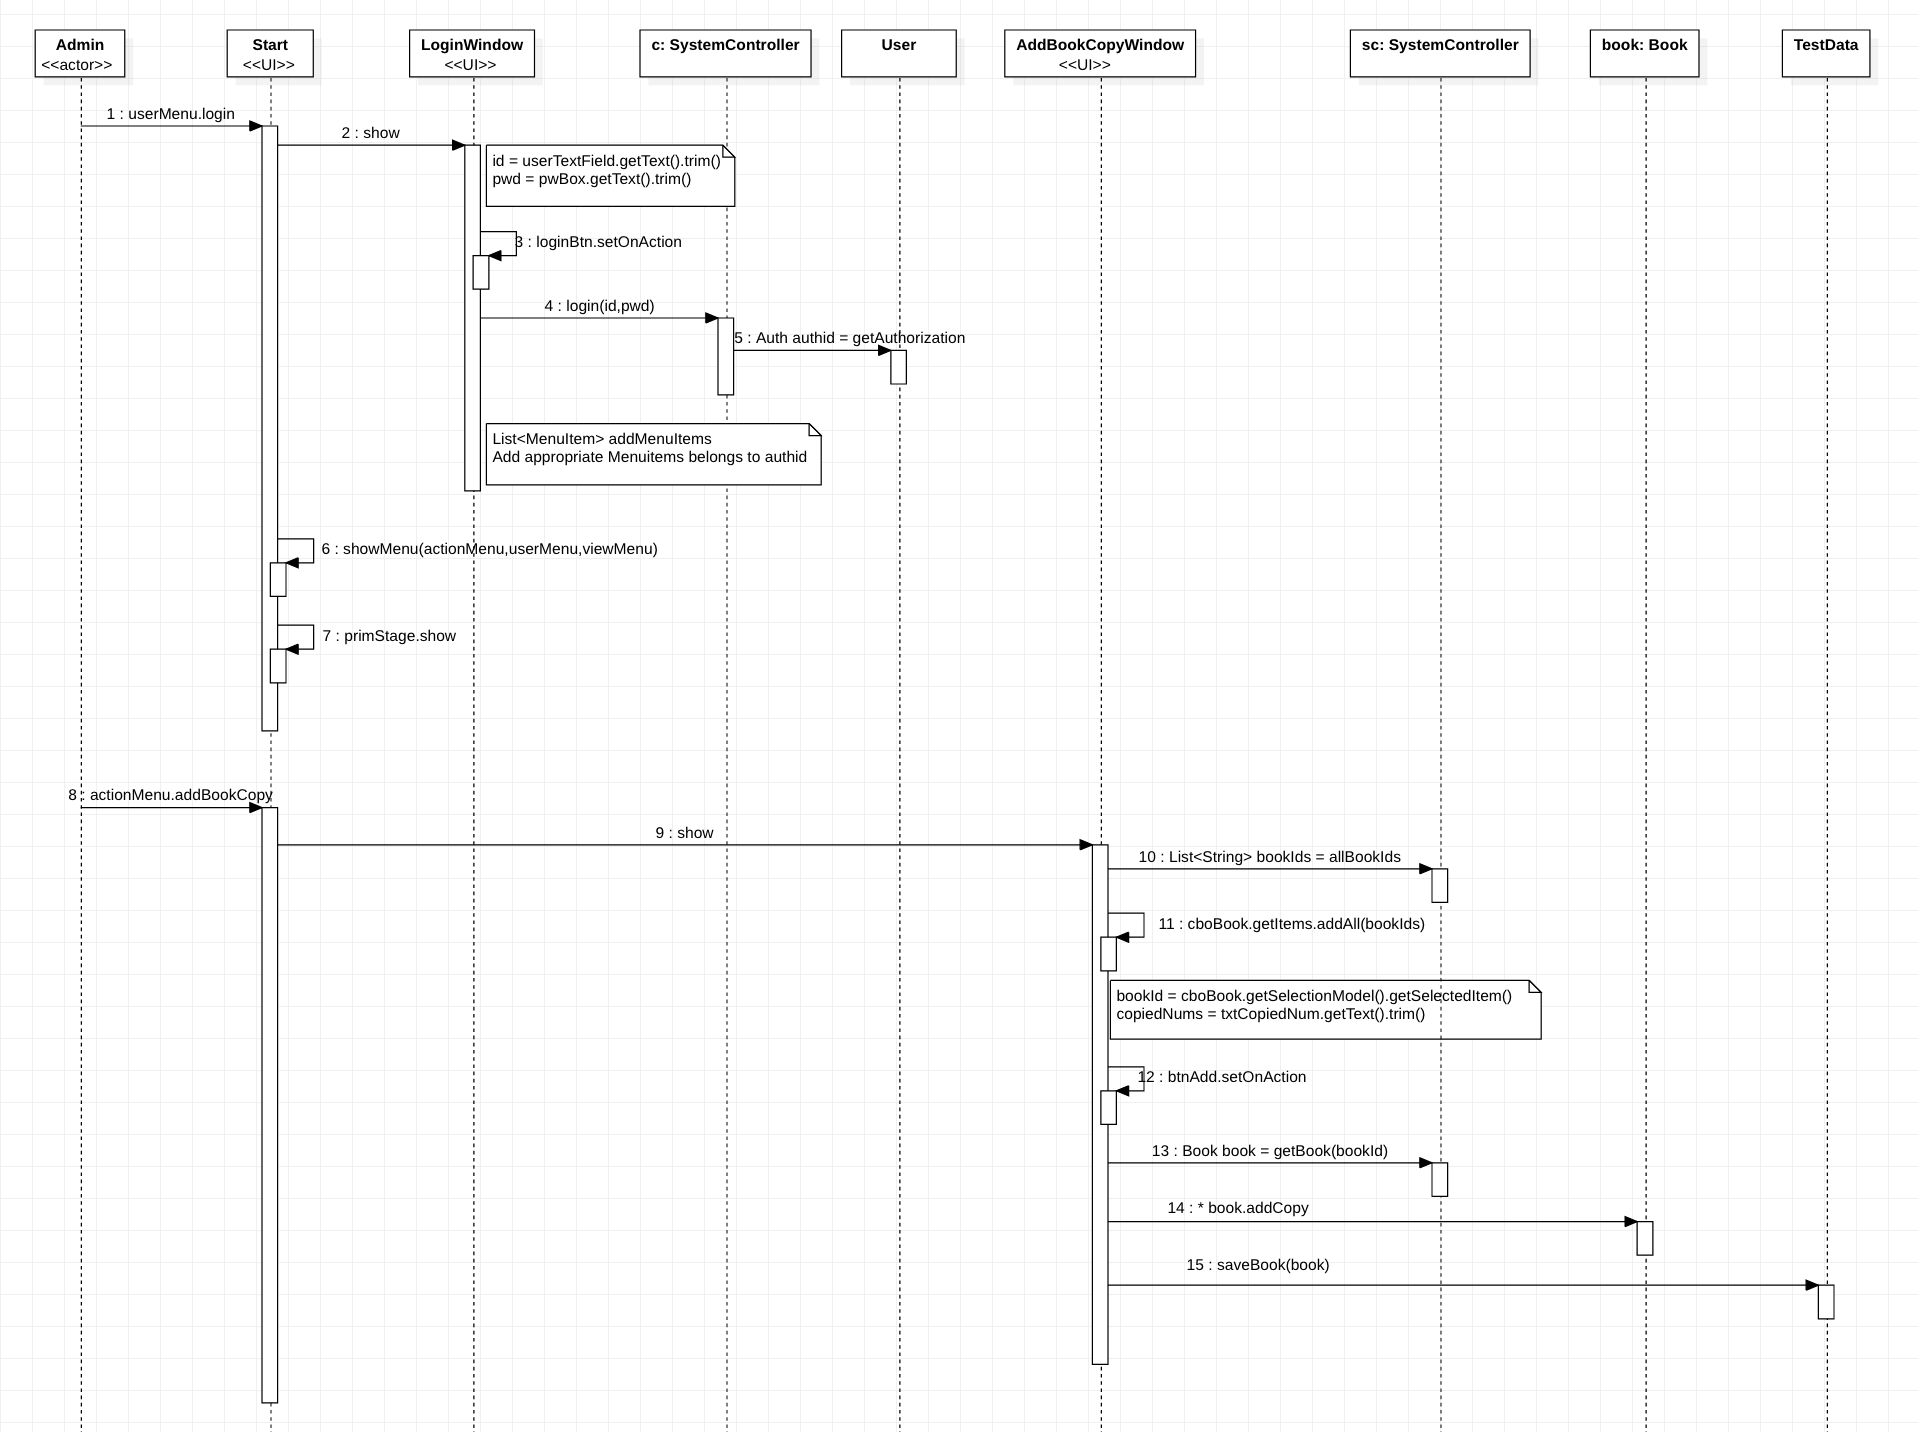 Admin
<<actor>>
Start
<<UI>>
LoginWindow
<<UI>>
c: SystemController
User
AddBookCopyWindow
<<UI>>
sc: SystemController
book: Book
TestData
1 : userMenu.login
2 : show
id = userTextField.getText().trim()
pwd = pwBox.getText().trim()
3 : loginBtn.setOnAction
4 : login(id,pwd)
5 : Auth authid = getAuthorization
List<MenuItem> addMenuItems
Add appropriate Menuitems belongs to authid
6 : showMenu(actionMenu,userMenu,viewMenu)
7 : primStage.show
8 : actionMenu.addBookCopy
9 : show
10 : List<String> bookIds = allBookIds
11 : cboBook.getItems.addAll(bookIds)
bookId = cboBook.getSelectionModel().getSelectedItem()
copiedNums = txtCopiedNum.getText().trim()
12 : btnAdd.setOnAction
13 : Book book = getBook(bookId)
14 : * book.addCopy
15 : saveBook(book)